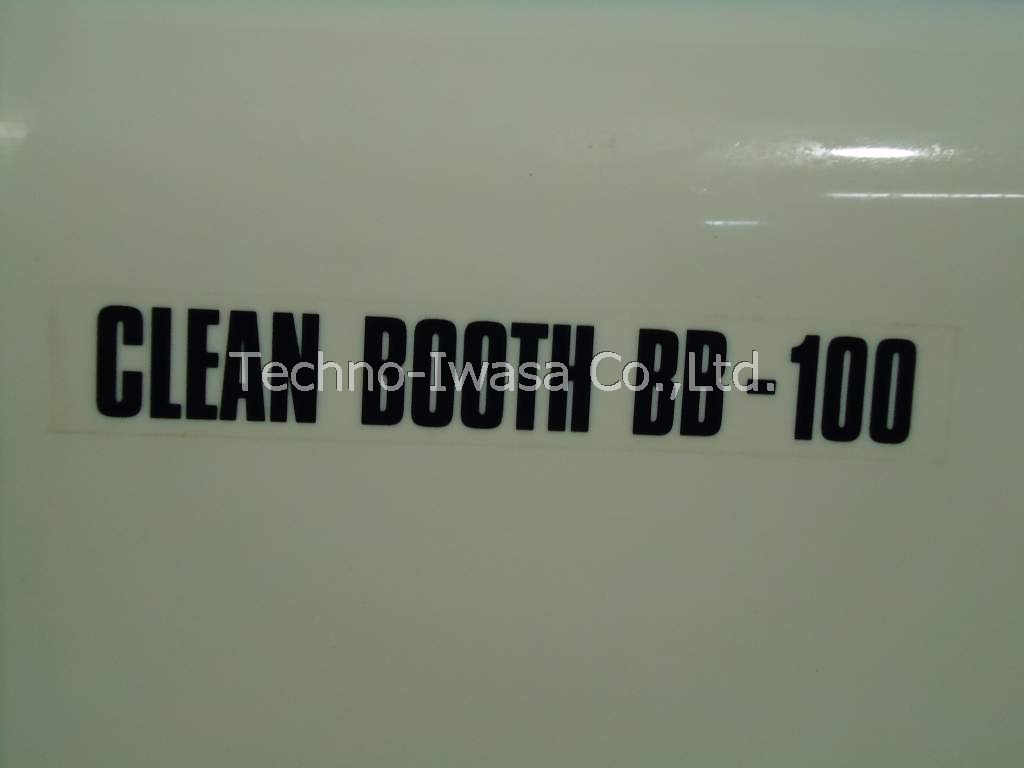 CLEAN BOOTH BB-100
Techno-Iwasa Co.,Ltd.